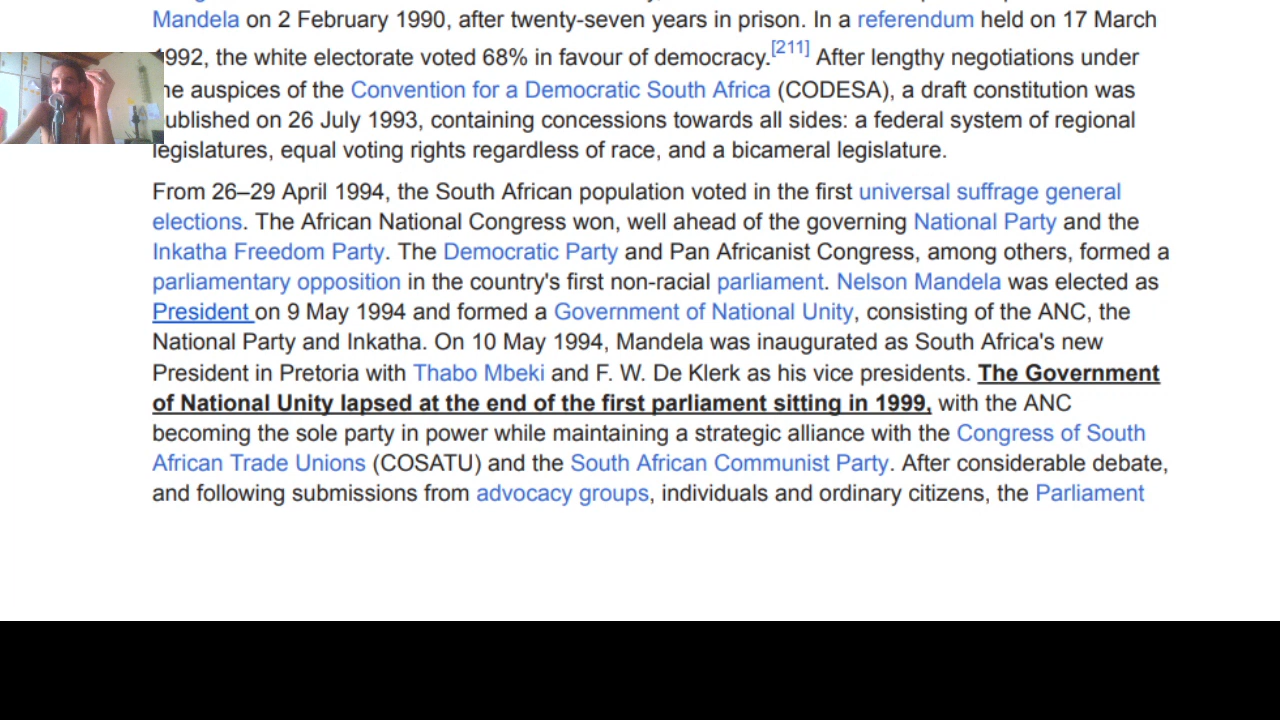 Mandela on 2 February 1990, after twenty-seven years in prison. In a referendum held on 17 March
1992, the white electorate voted 68% in favour of democracy.[211] After lengthy negotiations under
he auspices of the Convention for a Democratic South Africa (CODESA), a draft constitution was
ublished on 26 July 1993, containing concessions towards all sides: a federal system of regional
legislatures, equal voting rights regardless of race, and a bicameral legislature.
From 26–29 April 1994, the South African population voted in the first universal suffrage general
elections. The African National Congress won, well ahead of the governing National Party and the
Inkatha Freedom Party. The Democratic Party and Pan Africanist Congress, among others, formed a
parliamentary opposition in the country's first non-racial parliament. Nelson Mandela was elected as
President on 9 May 1994 and formed a Government of National Unity, consisting of the ANC, the
National Party and Inkatha. On 10 May 1994, Mandela was inaugurated as South Africa's new
President in Pretoria with Thabo Mbeki and F. W. De Klerk as his vice presidents. The Government
of National Unity lapsed at the end of the first parliament sitting in 1999, with the ANC
becoming the sole party in power while maintaining a strategic alliance with the Congress of South
African Trade Unions (COSATU) and the South African Communist Party. After considerable debate,
and following submissions from advocacy groups, individuals and ordinary citizens, the Parliament